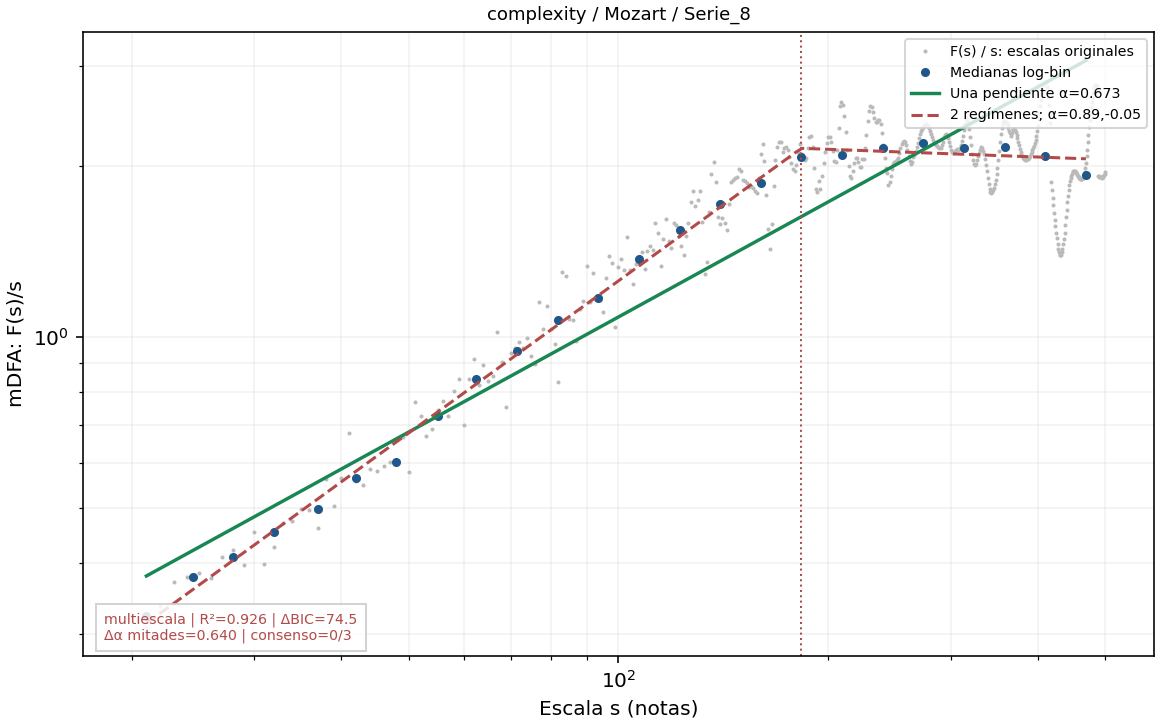 complexity / Mozart / Serie_8
mDFA: F(s)/s
10⁰
F(s) / s: escalas originales
Medianas log-bin
Una pendiente α=0.673
2 regímenes; α=0.89,-0.05
multiescala | R²=0.926 | ΔBIC=74.5
Δα mitades=0.640 | consenso=0/3
10²
Escala s (notas)